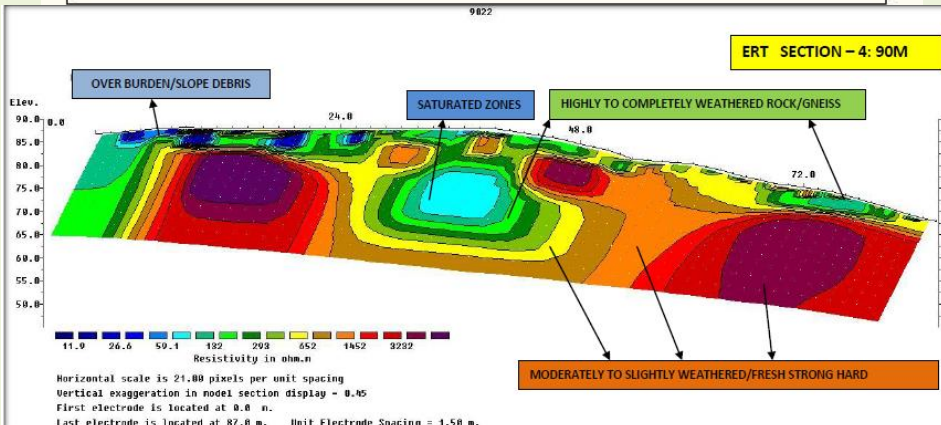 9022
ERT SECTION – 4: 90M
OVER BURDEN/SLOPE DEBRIS
SATURATED ZONES
HIGHLY TO COMPLETELY WEATHERED ROCK/GNEISS
Elev.
90.0
0.0
24.0
48.0
72.0
85.0
80.0
75.0
70.0
65.0
60.0
55.0
50.0
11.9 26.6 59.1 132 293 652 1452 3232
Resistivity in ohm.m
MODERATELY TO SLIGHTLY WEATHERED/FRESH STRONG HARD
Horizontal scale is 21.00 pixels per unit spacing
Vertical exaggeration in model section display = 0.45
First electrode is located at 0.0 m.
Last electrode is located at 87.0 m. Unit Electrode Spacing = 1.50 m.